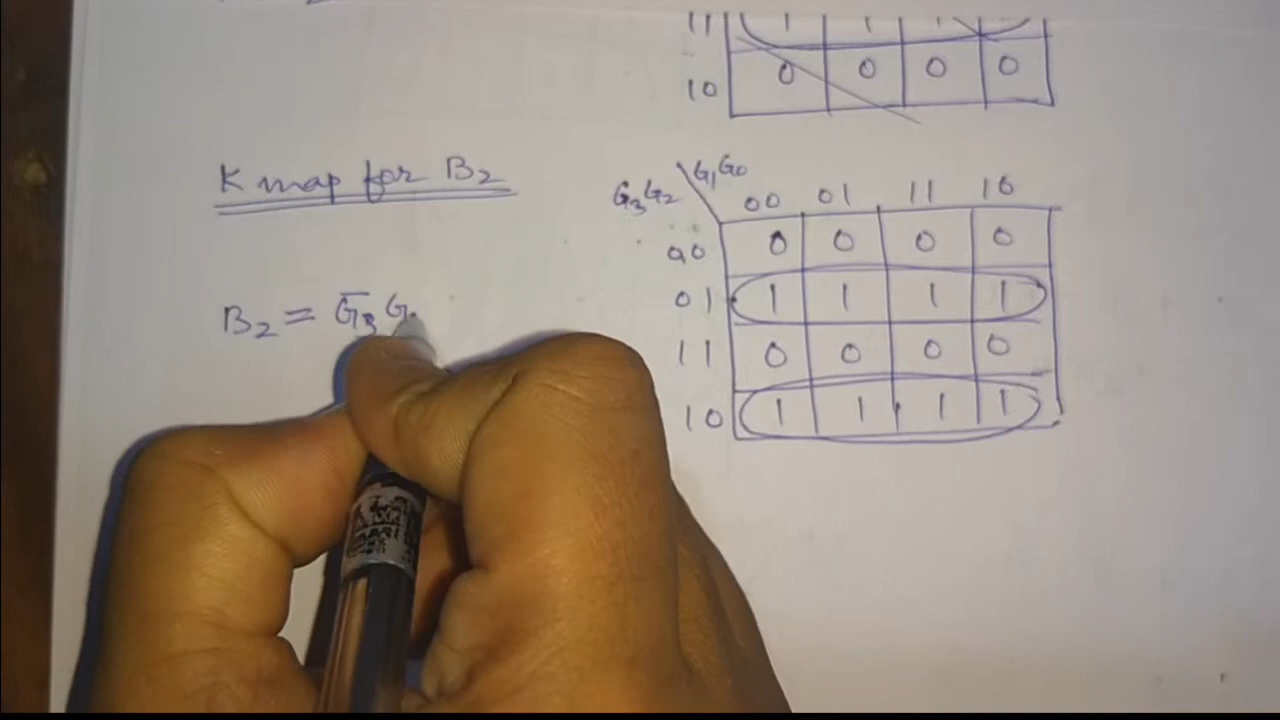 11 1 1 1
10 0 0 0 0
K map for B2
G3G2 G1G0
00 01 11 10
00 0 0 0 0
01 1 1 1 1
B2 = G̅3 G
11 0 0 0 0
10 1 1 1 1